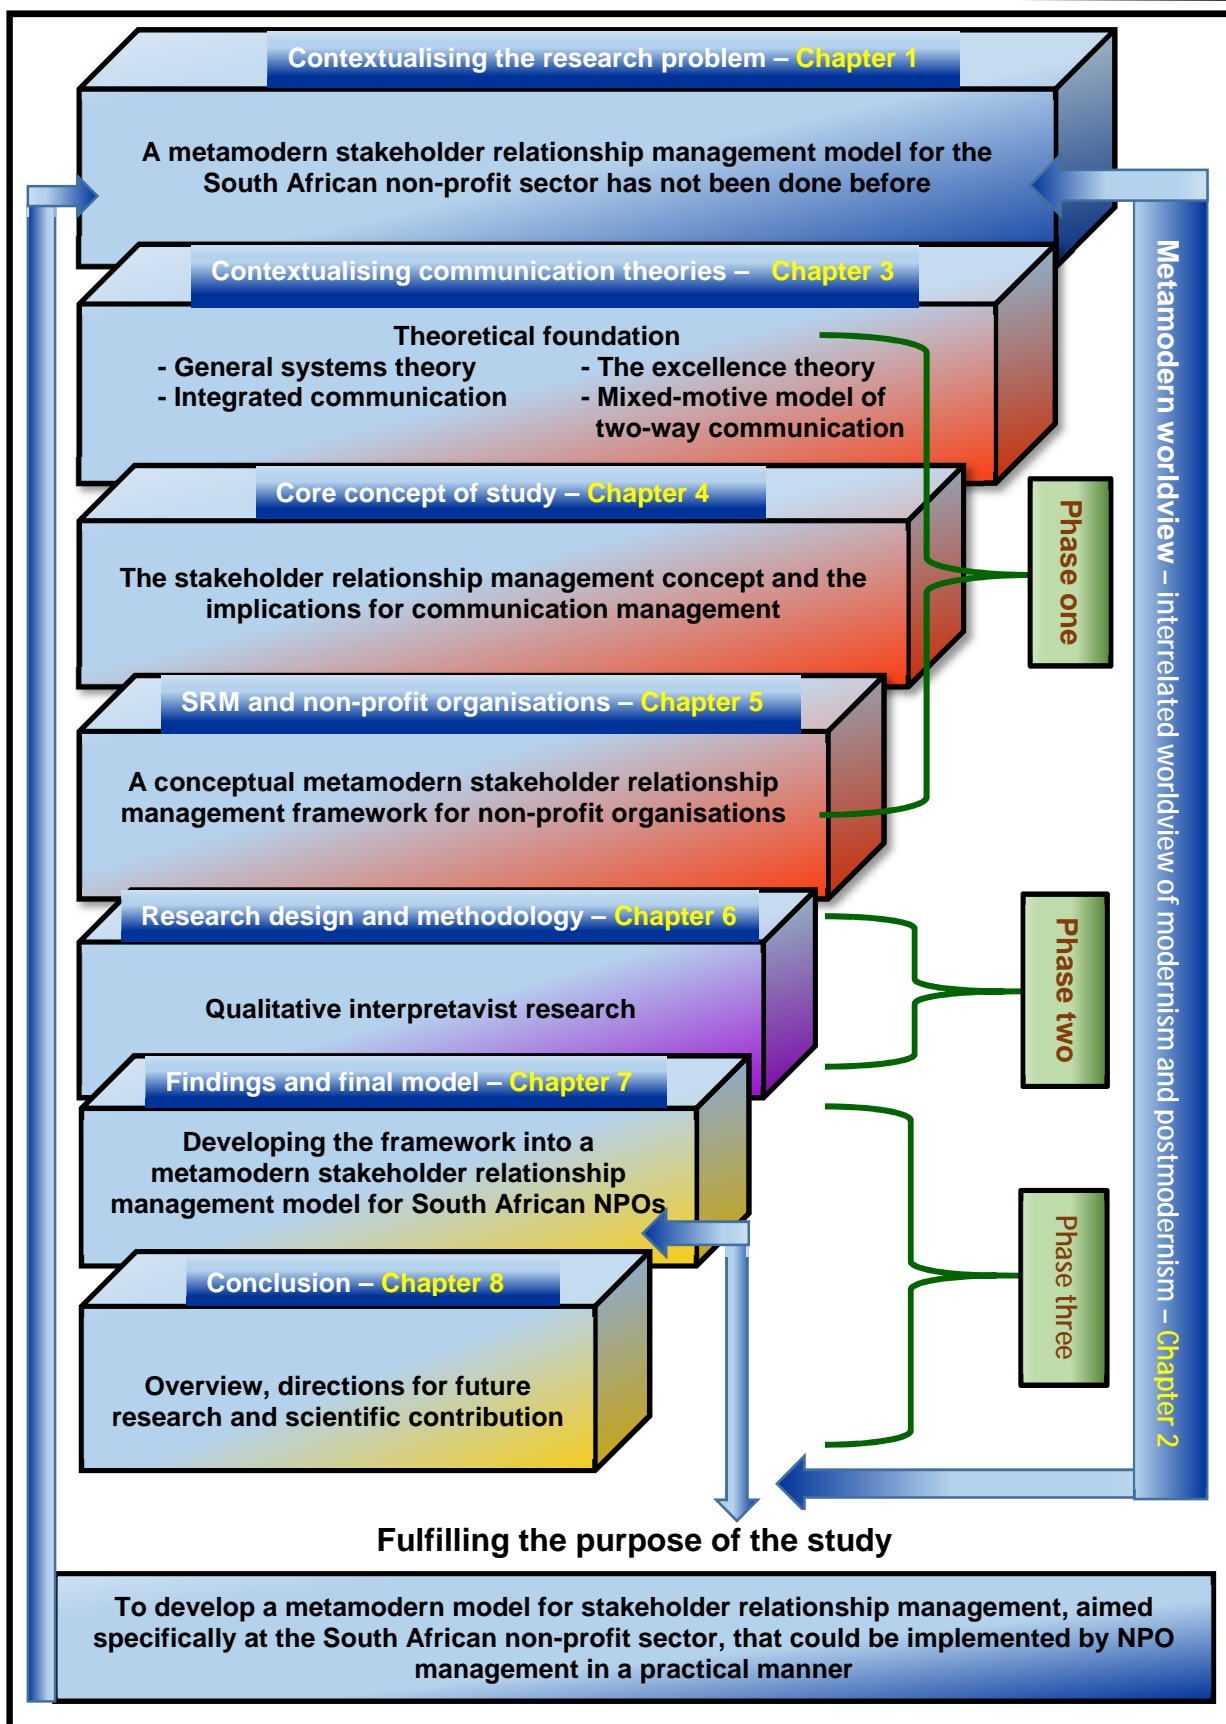 Contextualising the research problem – Chapter 1
A metamodern stakeholder relationship management model for the
South African non-profit sector has not been done before
Contextualising communication theories – Chapter 3
Theoretical foundation
- General systems theory
- Integrated communication
- The excellence theory
- Mixed-motive model of
two-way communication
Core concept of study – Chapter 4
The stakeholder relationship management concept and the
implications for communication management
SRM and non-profit organisations – Chapter 5
A conceptual metamodern stakeholder relationship
management framework for non-profit organisations
Research design and methodology – Chapter 6
Qualitative interpretavist research
Findings and final model – Chapter 7
Developing the framework into a
metamodern stakeholder relationship
management model for South African NPOs
Conclusion – Chapter 8
Overview, directions for future
research and scientific contribution
Phase one
Phase two
Phase three
Metamodern worldview – interrelated worldview of modernism and postmodernism – Chapter 2
Fulfilling the purpose of the study
To develop a metamodern model for stakeholder relationship management, aimed
specifically at the South African non-profit sector, that could be implemented by NPO
management in a practical manner